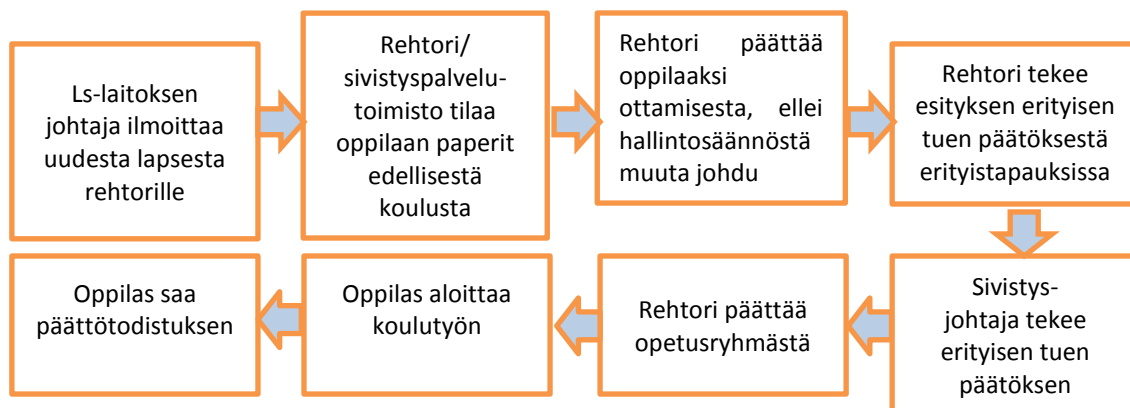 Ls-laitoksen
johtaja ilmoittaa
uudesta lapsesta
rehtorille
Rehtori/
sivistyspalvelu-
toimisto tilaa
oppilaan paperit
edellisestä
koulusta
Rehtori päättää
oppilaaksi
ottamisesta, ellei
hallintosäännöstä
muuta johdu
Rehtori tekee
esityksen erityisen
tuen päätöksestä
erityistapauksissa
Sivistys-
johtaja tekee
erityisen tuen
päätöksen
Rehtori päättää
opetusryhmästä
Oppilas aloittaa
koulutyön
Oppilas saa
päättötodistuksen